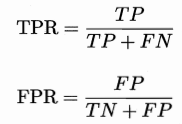 TPR = TP / (TP + FN)
FPR = FP / (TN + FP)